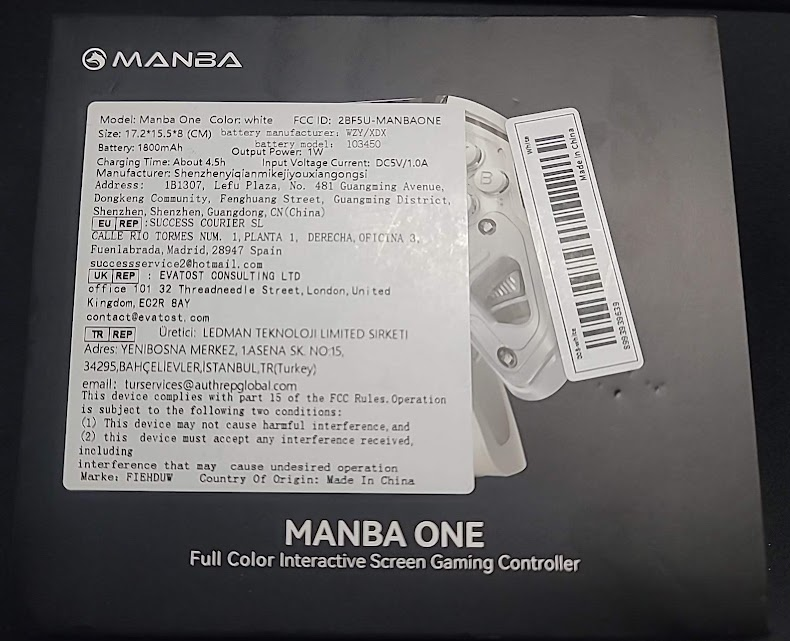 MANBA
Model: Manba One Color: white FCC ID: 2BF5U-MANBAONE
Size: 17.2*15.5*8 (CM) battery manufacturer: WZY/XDX
Battery: 1800mAh battery model: 103450
Output Power: 1W
Charging Time: About 4.5h Input Voltage Current: DC5V/1.0A
Manufacturer: Shenzhenyiqianmikejiyouxiangongsi
Address: 1B1307, Lefu Plaza, No. 481 Guangming Avenue,
Dongkeng Community, Fenghuang Street, Guangming District,
Shenzhen, Shenzhen, Guangdong, CN(China)
EU REP :SUCCESS COURIER SL
CALLE RIO TORMES NUM. 1, PLANTA 1, DERECHA, OFICINA 3,
Fuenlabrada, Madrid, 28947 Spain
successservice2@hotmail.com
UK REP : EVATOST CONSULTING LTD
office 101 32 Threadneedle Street, London, United
Kingdom, EC2R 8AY
contact@evatost.com
TR REP Üretici: LEDMAN TEKNOLOJI LIMITED SIRKETI
Adres: YENIBOSNA MERKEZ, 1.ASENA SK. NO:15,
34295,BAHÇELİEVLER,İSTANBUL,TR(Turkey)
email: turservices@authrepglobal.com
This device complies with part 15 of the FCC Rules. Operation
is subject to the following two conditions:
(1) This device may not cause harmful interference, and
(2) this device must accept any interference received,
including
interference that may cause undesired operation
Marke: FIEHDUW Country Of Origin: Made In China
B
White
Made in China
S993939639
MANBA ONE
Full Color Interactive Screen Gaming Controller